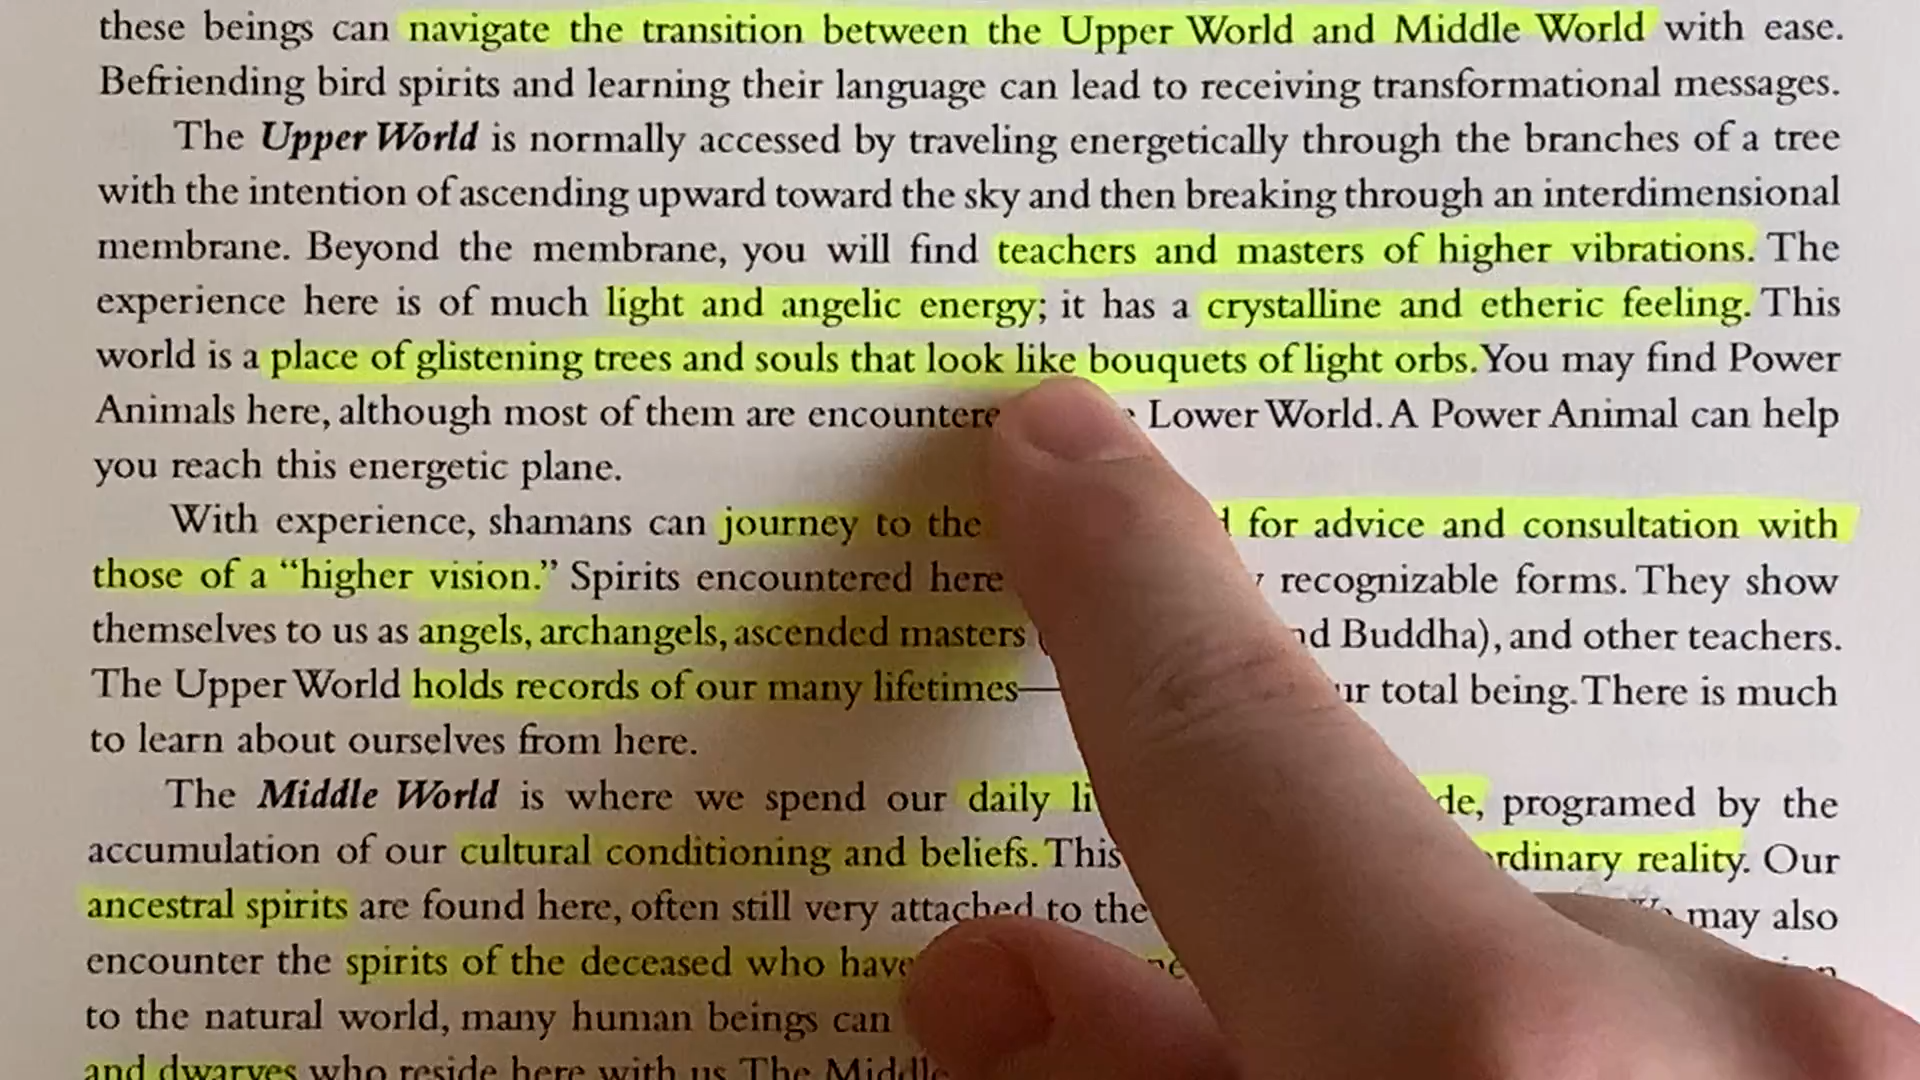 these beings can navigate the transition between the Upper World and Middle World with ease.
Befriending bird spirits and learning their language can lead to receiving transformational messages.
The Upper World is normally accessed by traveling energetically through the branches of a tree
with the intention of ascending upward toward the sky and then breaking through an interdimensional
membrane. Beyond the membrane, you will find teachers and masters of higher vibrations. The
experience here is of much light and angelic energy; it has a crystalline and etheric feeling. This
world is a place of glistening trees and souls that look like bouquets of light orbs. You may find Power
Animals here, although most of them are Lower World. A Power Animal can help
you reach this energetic plane.
With experience, shamans can journey to the for advice and consultation with
those of a “higher vision.” Spirits encountered here recognizable forms. They show
themselves to us as angels, archangels, ascended masters Buddha), and other teachers.
The Upper World holds records of our many lifetimes— total being. There is much
to learn about ourselves from here.
The Middle World is where we spend our daily programed by the
accumulation of our cultural conditioning and beliefs. This reality. Our
ancestral spirits are found here, often still very attached to the may also
encounter the spirits of the deceased who have
to the natural world, many human beings can
and dwarves who reside here with us The Middle